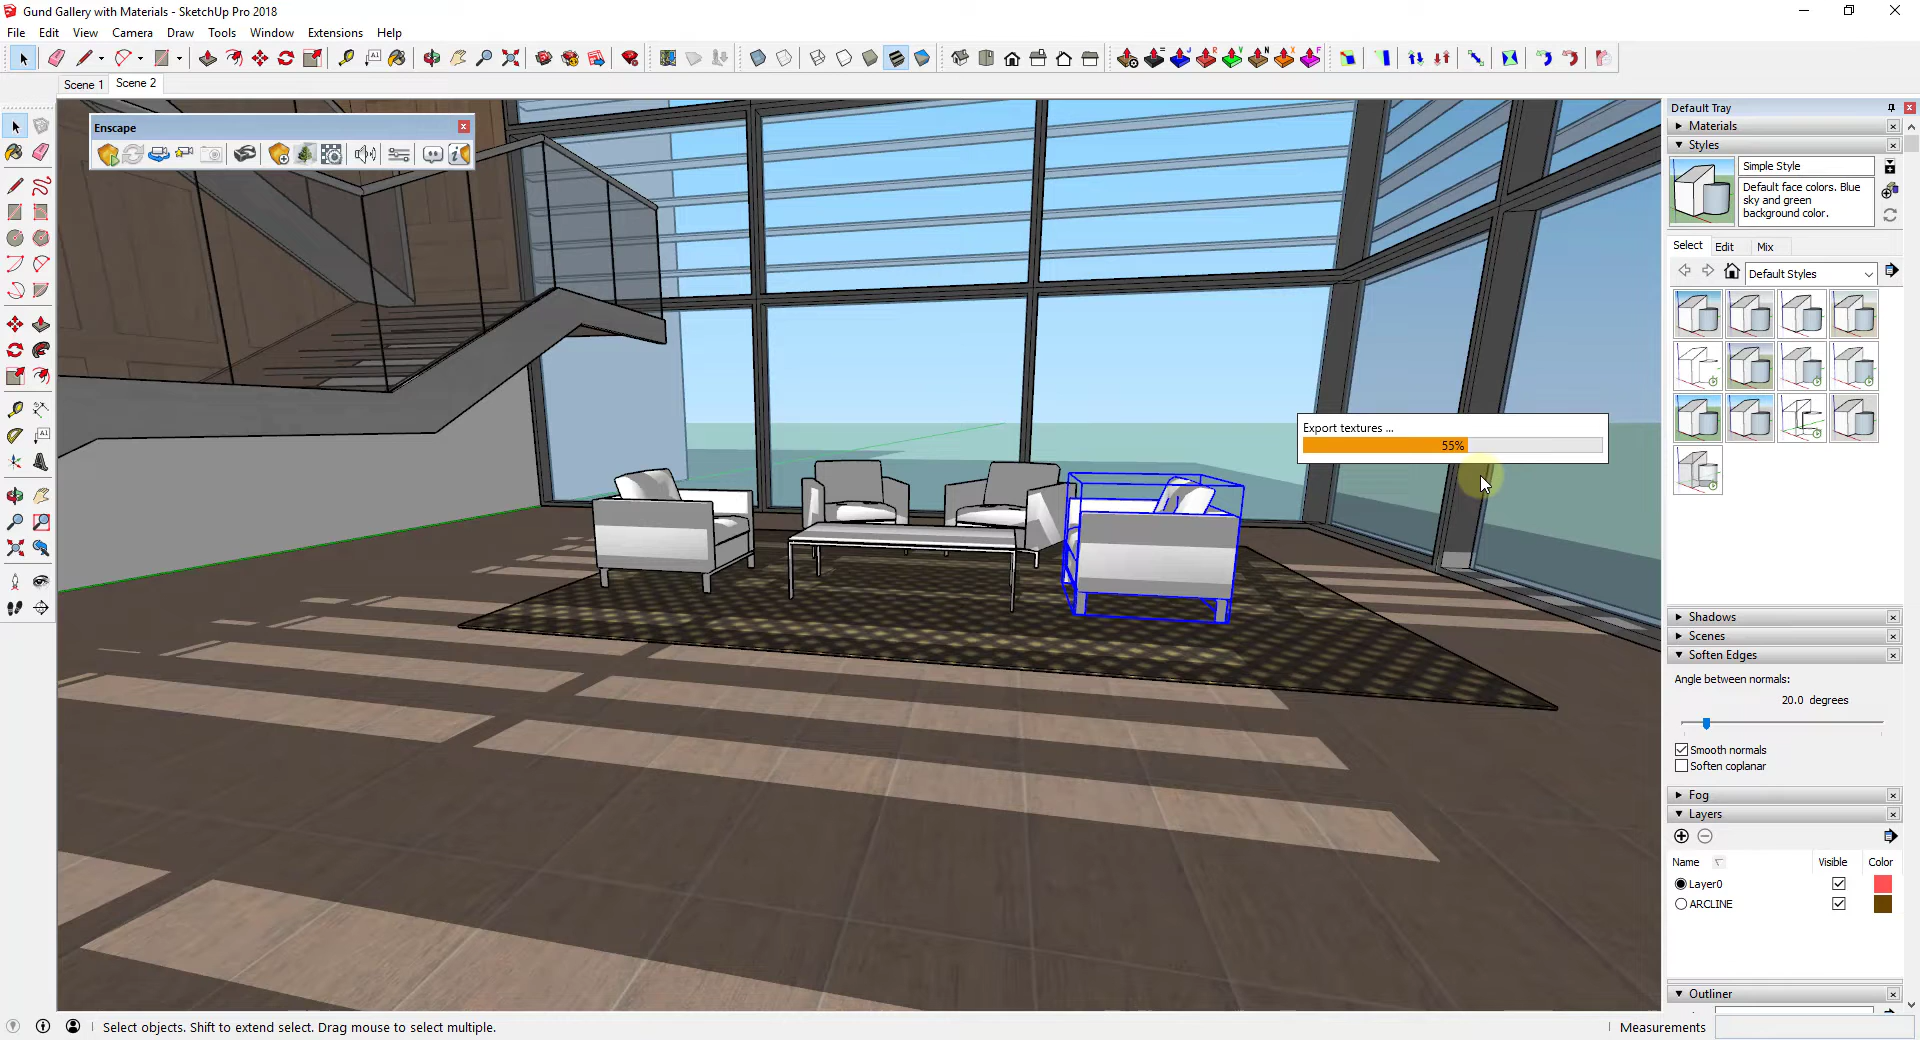 Gund Gallery with Materials - SketchUp Pro 2018
File Edit View Camera Draw Tools Window Extensions Help
Scene 1 Scene 2
Enscape
Export textures ...
55%
Default Tray
Materials
Styles
Simple Style
Default face colors. Blue
sky and green
background color.
Select Edit Mix
Default Styles
Shadows
Scenes
Soften Edges
Angle between normals:
20.0 degrees
Smooth normals
Soften coplanar
Fog
Layers
Name Visible Color
Layer0
ARCLINE
Outliner
Select objects. Shift to extend select. Drag mouse to select multiple.
Measurements